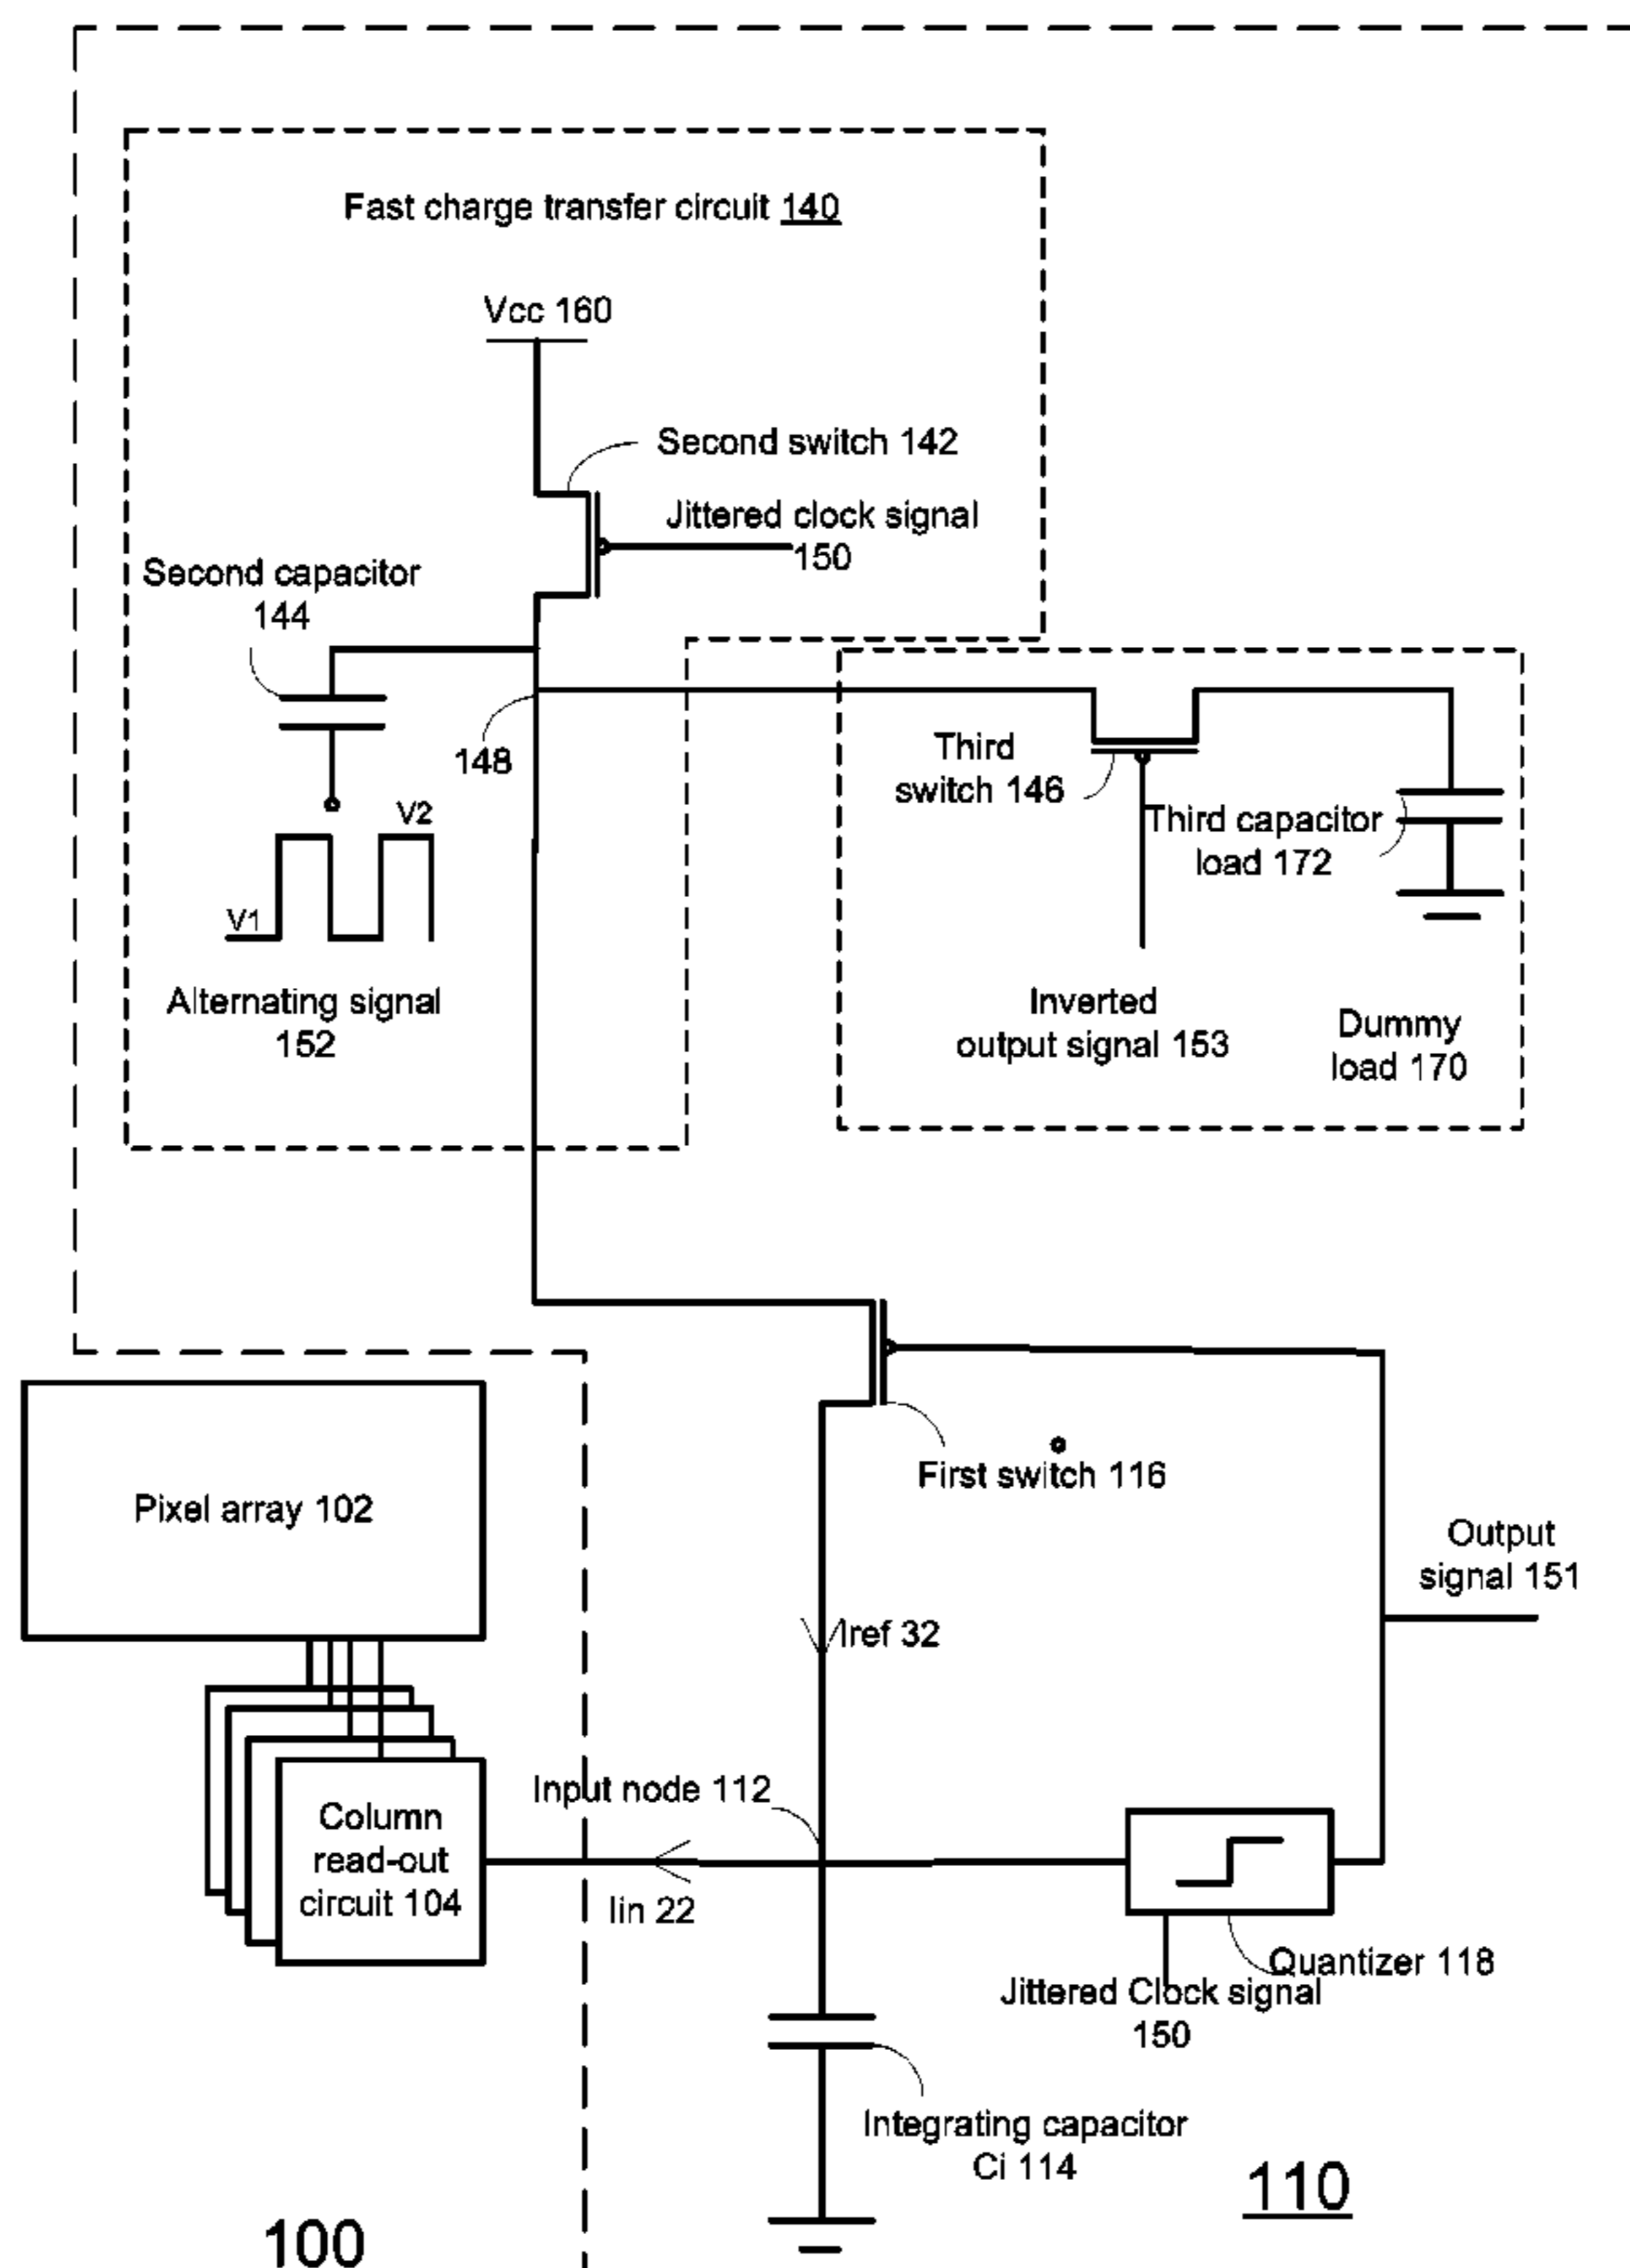 Fast charge transfer circuit 140
Vcc 160
Second switch 142
Jittered clock signal
150
Second capacitor
144
148
Third
switch 146
Third capacitor
load 172
V2
V1
Alternating signal
152
Inverted
output signal 153
Dummy
load 170
First switch 116
Pixel array 102
Output
signal 151
Iref 32
Input node 112
Column
read-out
circuit 104
Iin 22
Quantizer 118
Jittered Clock signal
150
Integrating capacitor
Ci 114
110
100